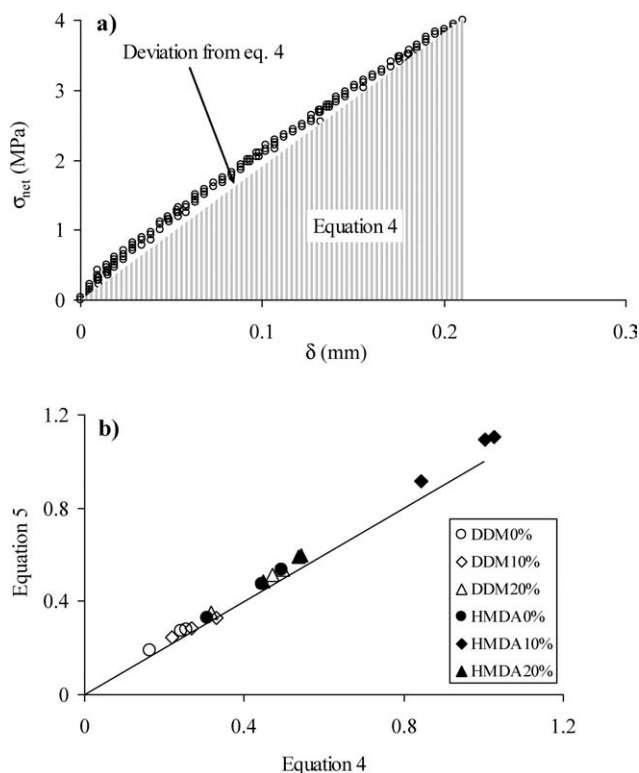 a)
Deviation from eq. 4
Equation 4
σnet (MPa)
4
3
2
1
0
0
0.1
0.2
0.3
δ (mm)
b)
Equation 5
1.2
0.8
0.4
0
0
0.4
0.8
1.2
Equation 4
DDM0%
DDM10%
DDM20%
HMDA0%
HMDA10%
HMDA20%